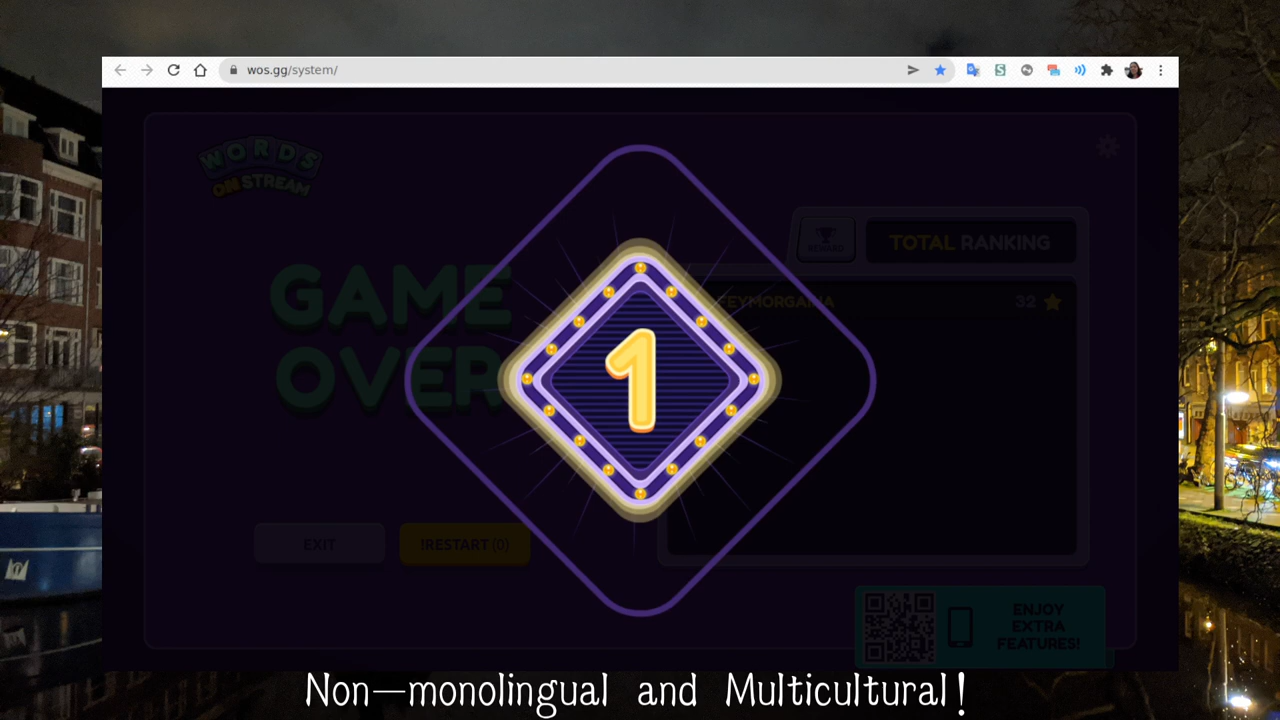 wos.gg/system/
WORDS
ON STREAM
REWARD
TOTAL RANKING
GAME
OVER
32
1
EXIT
!RESTART (0)
ENJOY
EXTRA
FEATURES!
Non—monolingual and Multicultural!